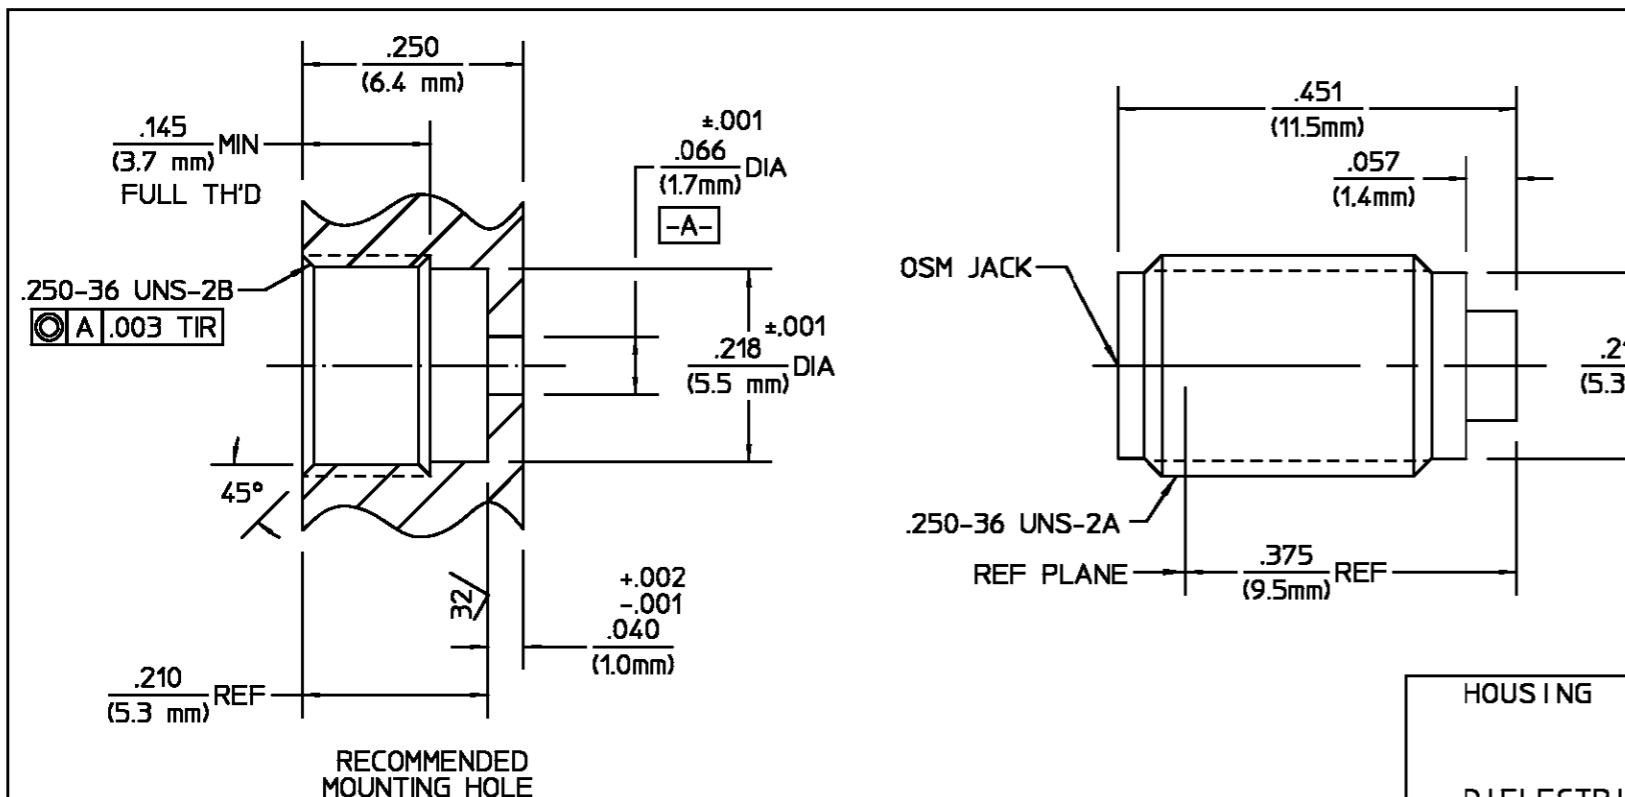 .250
(6.4 mm)
.145
(3.7 mm)
MIN
FULL TH'D
±.001
.066
(1.7mm)
DIA
-A-
.250-36 UNS-2B
A .003 TIR
±.001
.218
(5.5 mm)
DIA
45°
32
+.002
-.001
.040
(1.0mm)
.210
(5.3 mm)
REF
RECOMMENDED
MOUNTING HOLE
.451
(11.5mm)
.057
(1.4mm)
OSM JACK
.250-36 UNS-2A
REF PLANE
.375
(9.5mm)
REF
(5.3
HOUSING